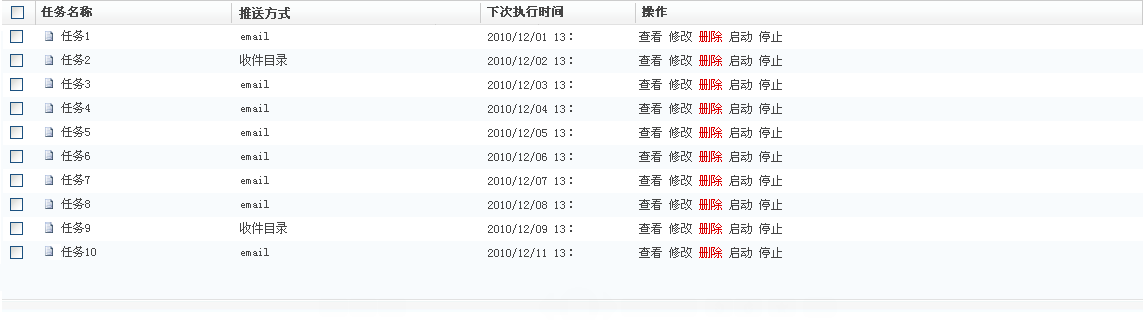 任务名称 推送方式 下次执行时间 操作
任务1 email 2010/12/01 13: 查看 修改 删除 启动 停止
任务2 收件目录 2010/12/02 13: 查看 修改 删除 启动 停止
任务3 email 2010/12/03 13: 查看 修改 删除 启动 停止
任务4 email 2010/12/04 13: 查看 修改 删除 启动 停止
任务5 email 2010/12/05 13: 查看 修改 删除 启动 停止
任务6 email 2010/12/06 13: 查看 修改 删除 启动 停止
任务7 email 2010/12/07 13: 查看 修改 删除 启动 停止
任务8 email 2010/12/08 13: 查看 修改 删除 启动 停止
任务9 收件目录 2010/12/09 13: 查看 修改 删除 启动 停止
任务10 email 2010/12/11 13: 查看 修改 删除 启动 停止